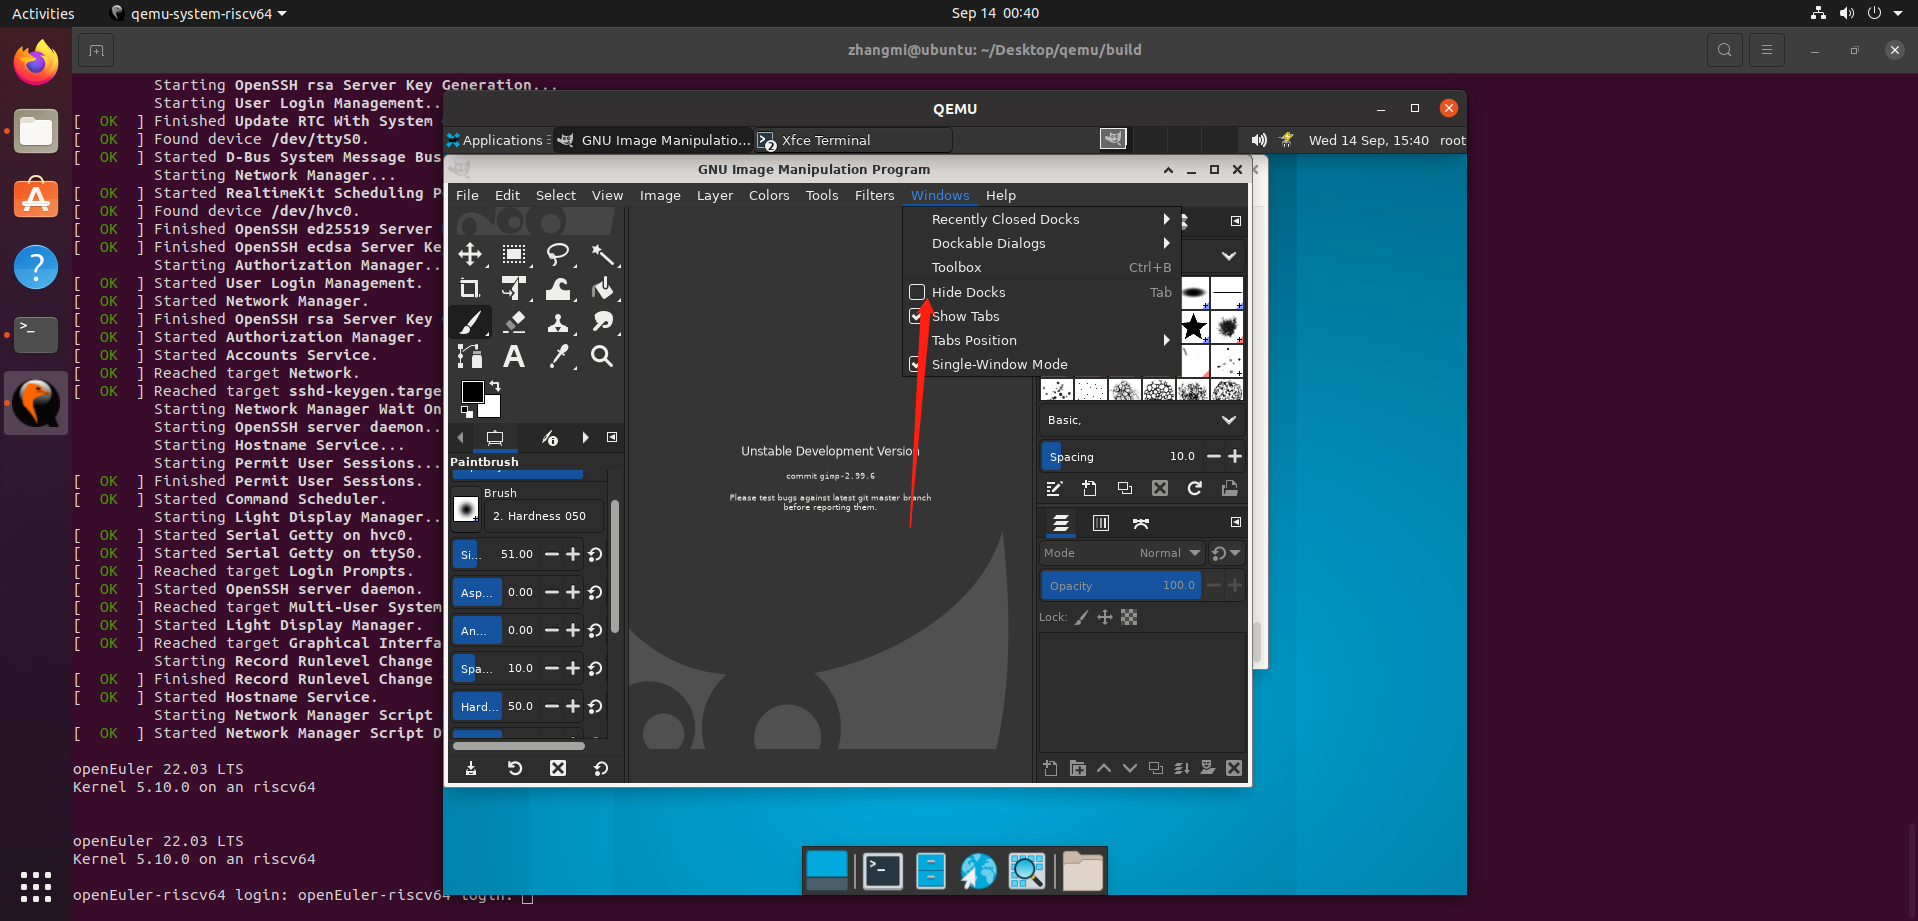 Activities
qemu-system-riscv64
Sep 14 00:40
zhangmi@ubuntu: ~/Desktop/qemu/build
Starting OpenSSH rsa Server Key Generation...
Starting User Login Management..
[ OK ] Finished Update RTC With System
[ OK ] Found device /dev/ttyS0.
[ OK ] Started D-Bus System Message Bus
Starting Network Manager...
[ OK ] Started RealtimeKit Scheduling P
[ OK ] Found device /dev/hvc0.
[ OK ] Finished OpenSSH ed25519 Server
[ OK ] Finished OpenSSH ecdsa Server Ke
Starting Authorization Manager..
[ OK ] Started User Login Management.
[ OK ] Started Network Manager.
[ OK ] Finished OpenSSH rsa Server Key
[ OK ] Started Authorization Manager.
[ OK ] Started Accounts Service.
[ OK ] Reached target Network.
[ OK ] Reached target sshd-keygen.targe
Starting Network Manager Wait On
Starting OpenSSH server daemon..
Starting Hostname Service...
Starting Permit User Sessions...
[ OK ] Finished Permit User Sessions.
[ OK ] Started Command Scheduler.
Starting Light Display Manager..
[ OK ] Started Serial Getty on hvc0.
[ OK ] Started Serial Getty on ttyS0.
[ OK ] Reached target Login Prompts.
[ OK ] Started OpenSSH server daemon.
[ OK ] Reached target Multi-User System
[ OK ] Started Light Display Manager.
[ OK ] Reached target Graphical Interfa
Starting Record Runlevel Change
[ OK ] Finished Record Runlevel Change
[ OK ] Started Hostname Service.
Starting Network Manager Script
[ OK ] Started Network Manager Script D
openEuler 22.03 LTS
Kernel 5.10.0 on an riscv64
openEuler 22.03 LTS
Kernel 5.10.0 on an riscv64
openEuler-riscv64 login: openEuler-riscv64 login:
QEMU
Applications
GNU Image Manipulatio...
2
Xfce Terminal
Wed 14 Sep, 15:40
root
GNU Image Manipulation Program
File Edit Select View Image Layer Colors Tools Filters Windows Help
Recently Closed Docks
Dockable Dialogs
Toolbox Ctrl+B
Hide Docks Tab
Show Tabs
Tabs Position
Single-Window Mode
Paintbrush
Brush
2. Hardness 050
Si... 51.00
Asp... 0.00
An... 0.00
Spa... 10.0
Hard... 50.0
Unstable Development Version
commit gimp-2.99.6
Please test bugs against latest git master branch
before reporting them.
Basic,
Spacing 10.0
Mode Normal
Opacity 100.0
Lock: